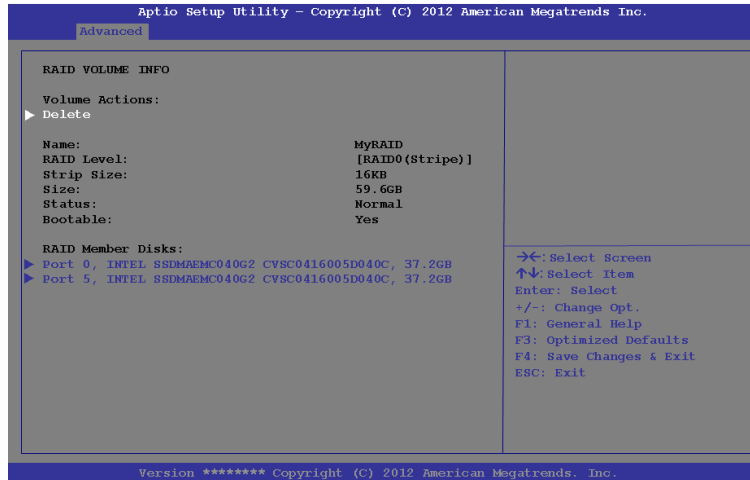 Aptio Setup Utility – Copyright (C) 2012 American Megatrends Inc.
Advanced
RAID VOLUME INFO
Volume Actions:
▶ Delete
Name: MyRAID
RAID Level: [RAID0(Stripe)]
Strip Size: 16KB
Size: 59.6GB
Status: Normal
Bootable: Yes
RAID Member Disks:
▶ Port 0, INTEL SSDMAEMC040G2 CVSC0416005D040C, 37.2GB
▶ Port 5, INTEL SSDMAEMC040G2 CVSC0416005D040C, 37.2GB
→←: Select Screen
↑↓: Select Item
Enter: Select
+/-: Change Opt.
F1: General Help
F3: Optimized Defaults
F4: Save Changes & Exit
ESC: Exit
Version ******** Copyright (C) 2012 American Megatrends. Inc.